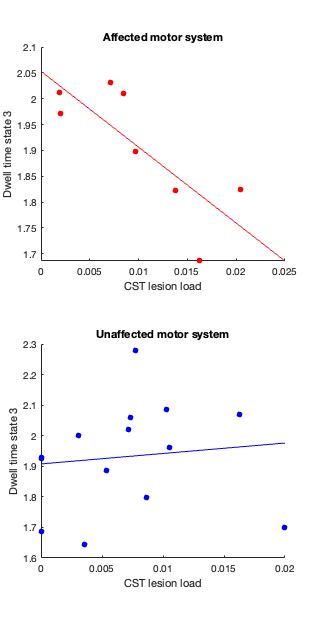 Affected motor system
2.1
2.05
2
1.95
1.9
1.85
1.8
1.75
1.7
Dwell time state 3
0 0.005 0.01 0.015 0.02 0.025
CST lesion load
Unaffected motor system
2.3
2.2
2.1
2
1.9
1.8
1.7
1.6
Dwell time state 3
0 0.005 0.01 0.015 0.02
CST lesion load